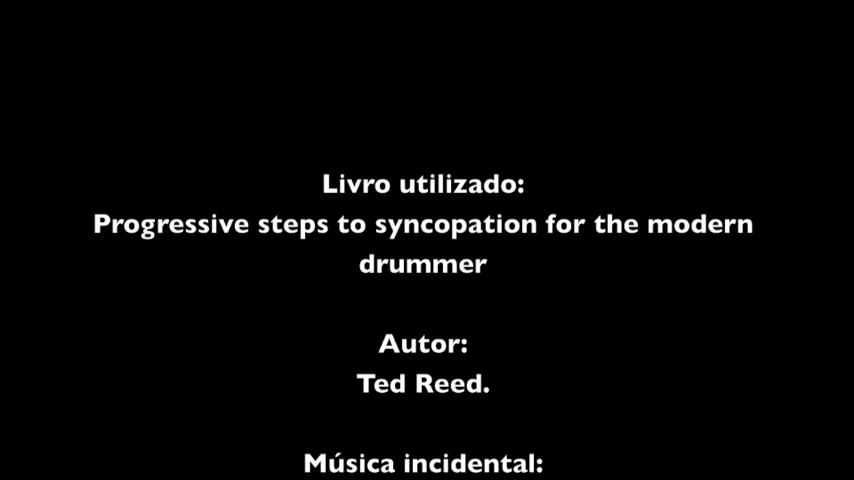 Livro utilizado:
Progressive steps to syncopation for the modern
drummer
Autor:
Ted Reed.
Música incidental: